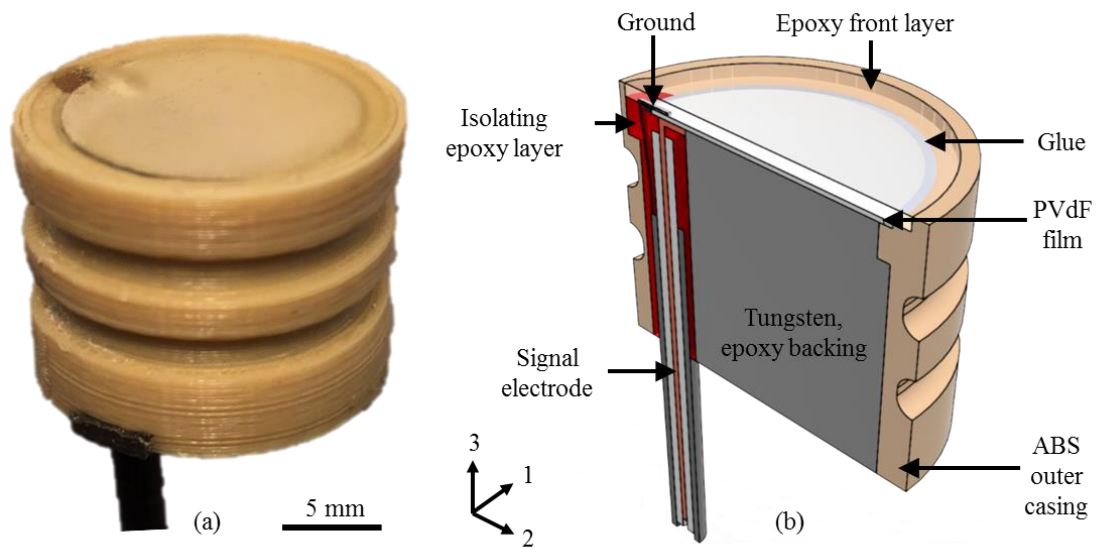 Ground
Epoxy front layer
Isolating
epoxy layer
Glue
PVdF
film
Tungsten,
epoxy backing
Signal
electrode
ABS
outer
casing
3
1
2
(a)
5 mm
(b)